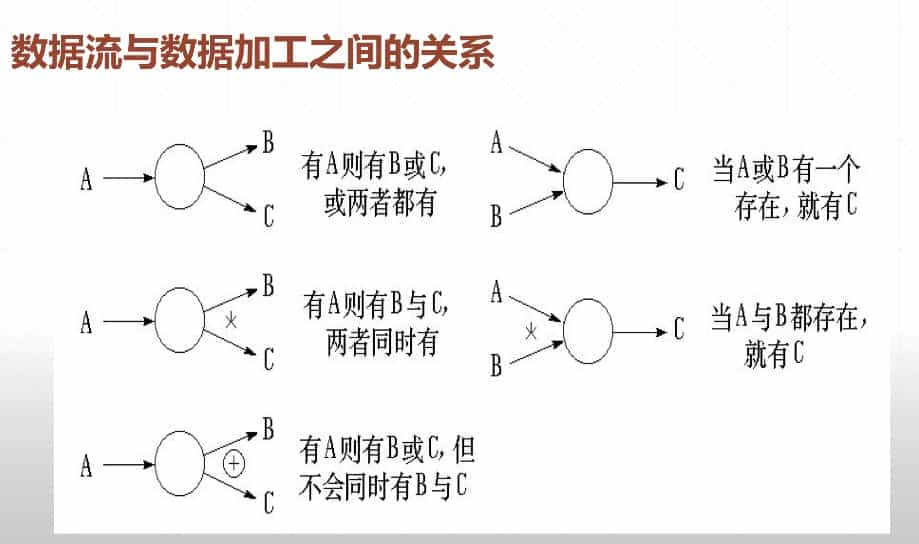 数据流与数据加工之间的关系
A
B
C
有A则有B或C,
或两者都有
A
B
C
当A或B有一个
存在,就有C
A
B
*
C
有A则有B与C,
两者同时有
A
*
B
C
当A与B都存在,
就有C
A
B
+
C
有A则有B或C,但
不会同时有B与C